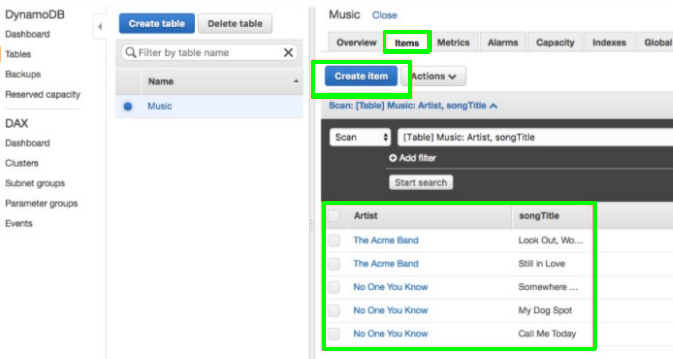 DynamoDB
Dashboard
Tables
Backups
Reserved capacity
DAX
Dashboard
Clusters
Subnet groups
Parameter groups
Events
Create table Delete table
Filter by table name
Name
Music
Music Close
Overview Items Metrics Alarms Capacity Indexes Global
Create item Actions
Scan: [Table] Music: Artist, songTitle
Scan [Table] Music: Artist, songTitle
Add filter
Start search
Artist songTitle
The Acme Band Look Out, Wo...
The Acme Band Still in Love
No One You Know Somewhere ...
No One You Know My Dog Spot
No One You Know Call Me Today